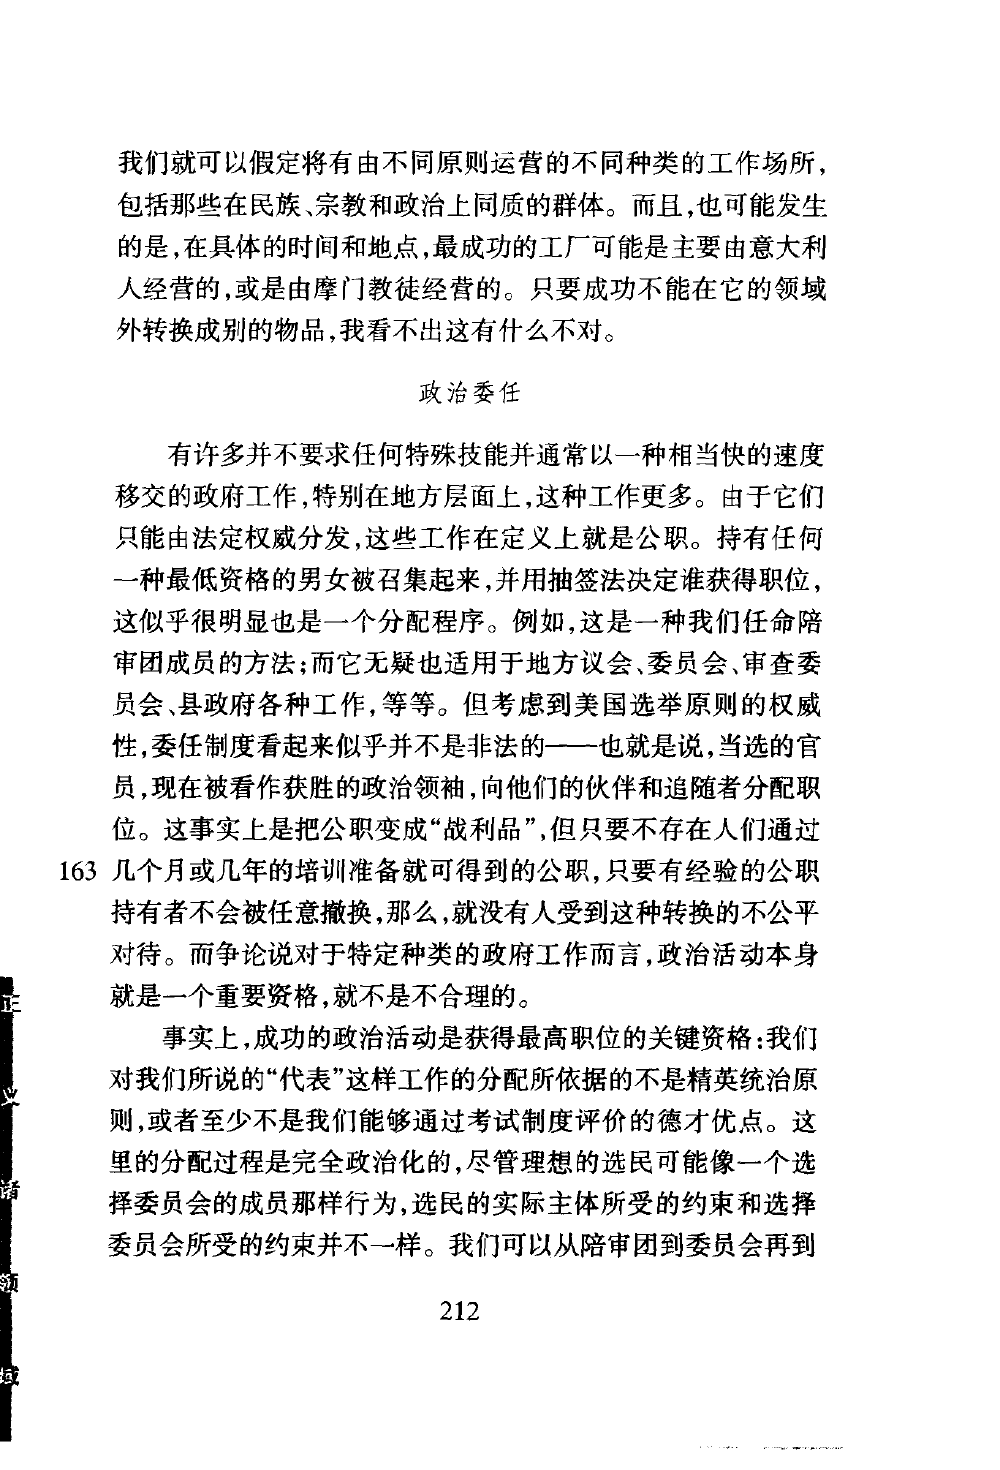 我们就可以假定将有由不同原则运营的不同种类的工作场所,
包括那些在民族、宗教和政治上同质的群体。而且,也可能发生
的是,在具体的时间和地点,最成功的工厂可能是主要由意大利
人经营的,或是由摩门教徒经营的。只要成功不能在它的领域
外转换成别的物品,我看不出这有什么不对。
政治委任
有许多并不要求任何特殊技能并通常以一种相当快的速度
移交的政府工作,特别在地方层面上,这种工作更多。由于它们
只能由法定权威分发,这些工作在定义上就是公职。持有任何
一种最低资格的男女被召集起来,并用抽签法决定谁获得职位,
这似乎很明显也是一个分配程序。例如,这是一种我们任命陪
审团成员的方法;而它无疑也适用于地方议会、委员会、审查委
员会、县政府各种工作,等等。但考虑到美国选举原则的权威
性,委任制度看起来似乎并不是非法的——也就是说,当选的官
员,现在被看作获胜的政治领袖,向他们的伙伴和追随者分配职
位。这事实上是把公职变成“战利品”,但只要不存在人们通过
163 几个月或几年的培训准备就可得到的公职,只要有经验的公职
持有者不会被任意撤换,那么,就没有人受到这种转换的不公平
对待。而争论说对于特定种类的政府工作而言,政治活动本身
就是一个重要资格,就不是不合理的。
事实上,成功的政治活动是获得最高职位的关键资格:我们
对我们所说的“代表”这样工作的分配所依据的不是精英统治原
则,或者至少不是我们能够通过考试制度评价的德才优点。这
里的分配过程是完全政治化的,尽管理想的选民可能像一个选
择委员会的成员那样行为,选民的实际主体所受的约束和选择
委员会所受的约束并不一样。我们可以从陪审团到委员会再到
212
正
义
诸
领
域